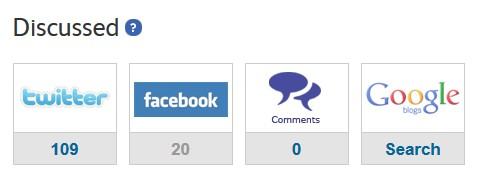 Discussed ?
twitter facebook Comments Google blogs
109 20 0 Search